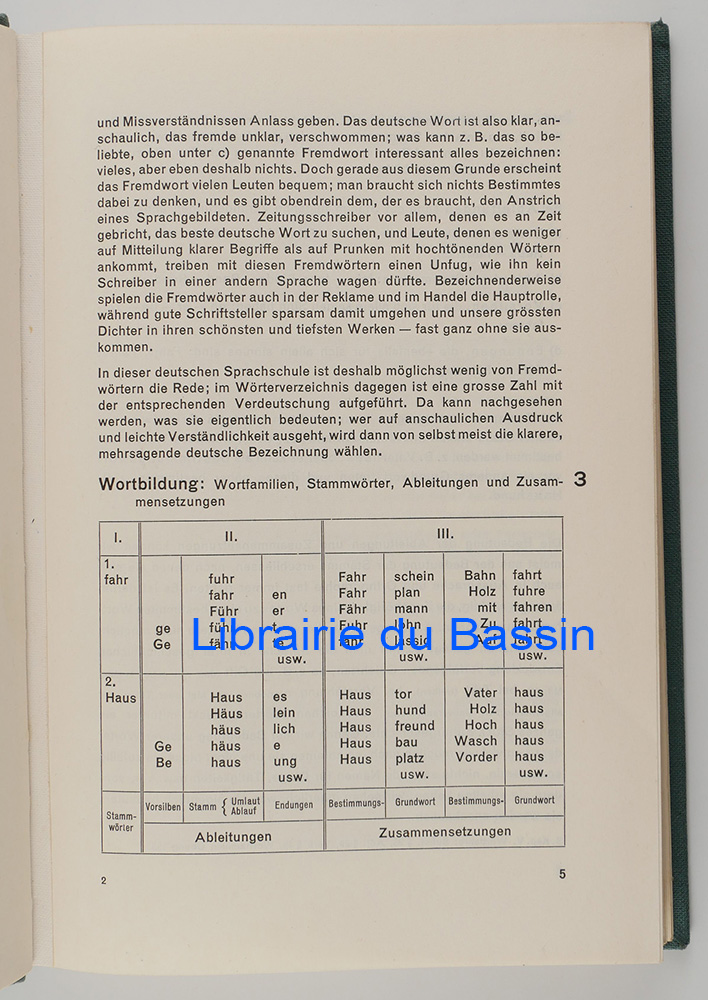 und Missverständnissen Anlass geben. Das deutsche Wort ist also klar, an-
schaulich, das fremde unklar, verschwommen; was kann z. B. das so be-
liebte, oben unter c) genannte Fremdwort interessant alles bezeichnen:
vieles, aber eben deshalb nichts. Doch gerade aus diesem Grunde erscheint
das Fremdwort vielen Leuten bequem; man braucht sich nichts Bestimmtes
dabei zu denken, und es gibt obendrein dem, der es braucht, den Anstrich
eines Sprachgebildeten. Zeitungsschreiber vor allem, denen es an Zeit
gebricht, das beste deutsche Wort zu suchen, und Leute, denen es weniger
auf Mitteilung klarer Begriffe als auf Prunken mit hochtönenden Wörtern
ankommt, treiben mit diesen Fremdwörtern einen Unfug, wie ihn kein
Schreiber in einer andern Sprache wagen dürfte. Bezeichnenderweise
spielen die Fremdwörter auch in der Reklame und im Handel die Hauptrolle,
während gute Schriftsteller sparsam damit umgehen und unsere grössten
Dichter in ihren schönsten und tiefsten Werken — fast ganz ohne sie aus-
kommen.
In dieser deutschen Sprachschule ist deshalb möglichst wenig von Fremd-
wörtern die Rede; im Wörterverzeichnis dagegen ist eine grosse Zahl mit
der entsprechenden Verdeutschung aufgeführt. Da kann nachgesehen
werden, was sie eigentlich bedeuten; wer auf anschaulichen Ausdruck
und leichte Verständlichkeit ausgeht, wird dann von selbst meist die klarere,
mehrsagende deutsche Bezeichnung wählen.
Wortbildung: Wortfamilien, Stammwörter, Ableitungen und Zusam- 3
mensetzungen
I. II. III.
1.
fahr fuhr Fahr schein Bahn fahrt
fahr en Fahr plan Holz fuhre
Führ er Fähr mann mit fahren
ge füh t Fuhr lohn Zu fahrt
Ge te fahr lässig Auf fahrt
usw. usw. usw.
2.
Haus Haus es Haus tor Vater haus
Häus lein Haus hund Holz haus
häus lich Haus freund Hoch haus
Ge häus e Haus bau Wasch haus
Be haus ung Haus platz Vorder haus
usw. usw. usw.
Stamm-
wörter Vorsilben Stamm { Umlaut
Ablauf Endungen Bestimmungs- Grundwort Bestimmungs- Grundwort
Ableitungen Zusammensetzungen
2 5
Librairie du Bassin